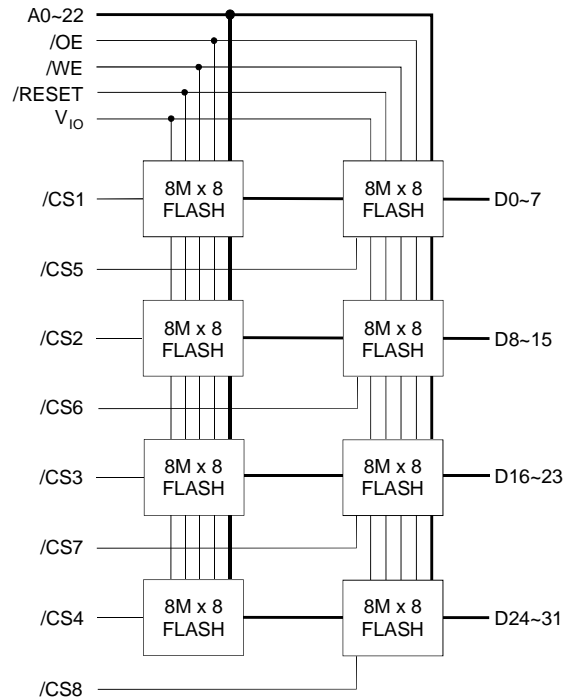 A0~22
/OE
/WE
/RESET
VIO
/CS1
8M x 8
FLASH
8M x 8
FLASH
D0~7
/CS5
/CS2
8M x 8
FLASH
8M x 8
FLASH
D8~15
/CS6
/CS3
8M x 8
FLASH
8M x 8
FLASH
D16~23
/CS7
/CS4
8M x 8
FLASH
8M x 8
FLASH
D24~31
/CS8